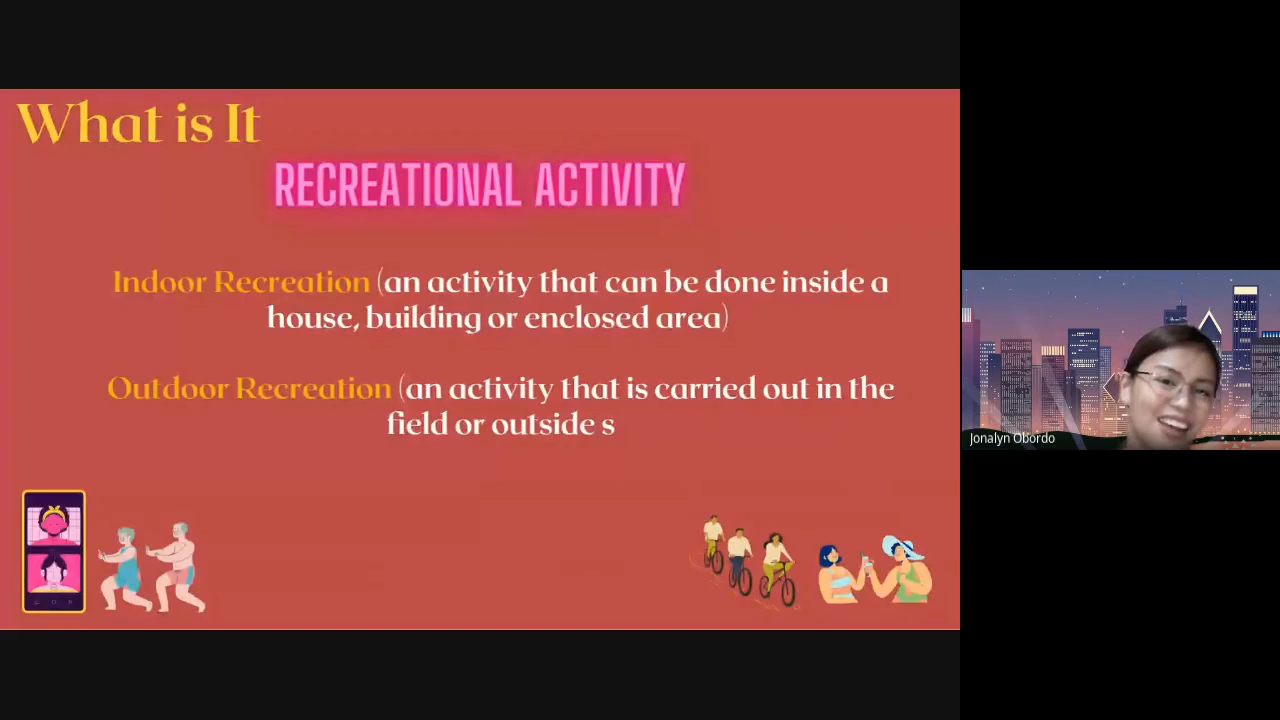 What is It
RECREATIONAL ACTIVITY
Indoor Recreation (an activity that can be done inside a
house, building or enclosed area)
Outdoor Recreation (an activity that is carried out in the
field or outside s
Jonalyn Obordo